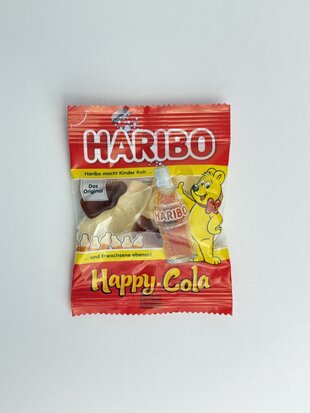 HARIBO
Haribo macht Kinder froh ...
Das
Original
HARIBO
... und Erwachsene ebenso!
Happy-Cola